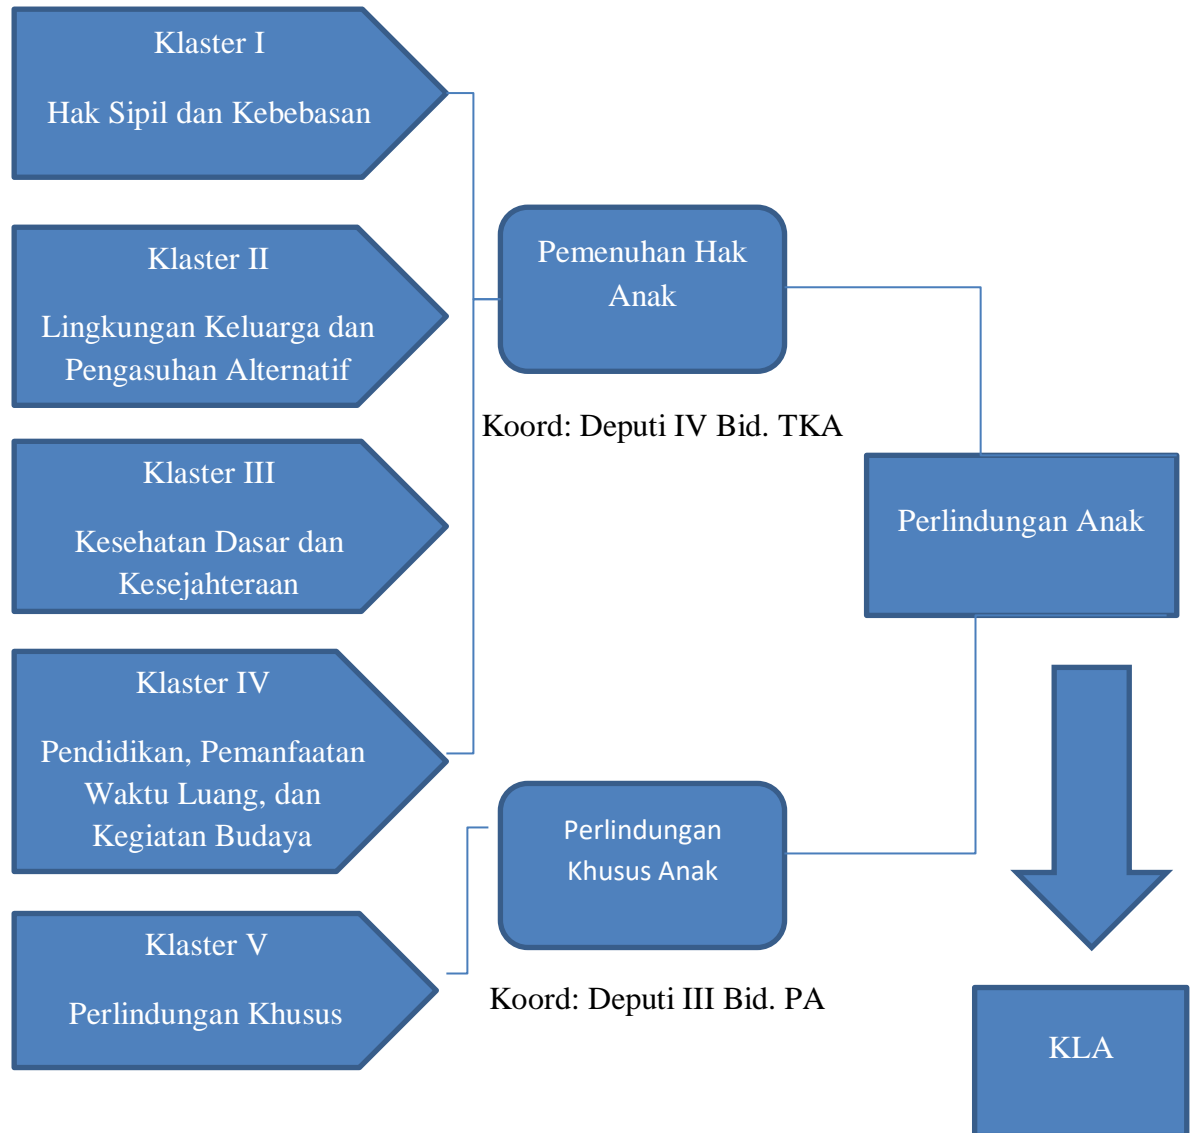 Klaster I
Hak Sipil dan Kebebasan
Klaster II
Lingkungan Keluarga dan
Pengasuhan Alternatif
Klaster III
Kesehatan Dasar dan
Kesejahteraan
Klaster IV
Pendidikan, Pemanfaatan
Waktu Luang, dan
Kegiatan Budaya
Klaster V
Perlindungan Khusus
Pemenuhan Hak
Anak
Koord: Deputi IV Bid. TKA
Perlindungan
Khusus Anak
Koord: Deputi III Bid. PA
Perlindungan Anak
KLA